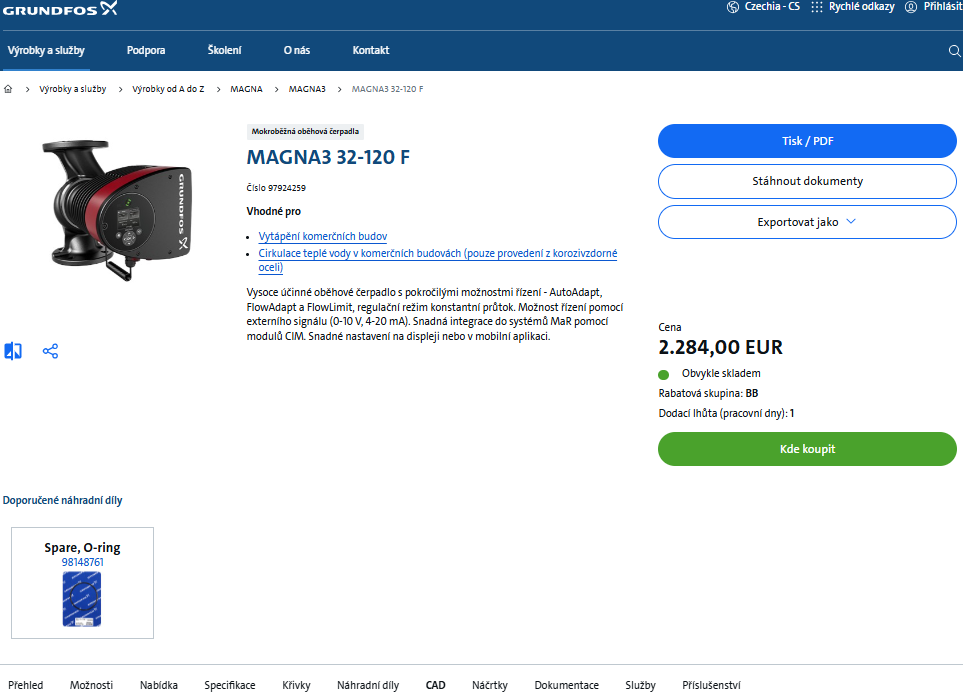 GRUNDFOS
Czechia - CS
Rychlé odkazy
Přihlásit
Výrobky a služby
Podpora
Školení
O nás
Kontakt
Výrobky a služby > Výrobky od A do Z > MAGNA > MAGNA3 > MAGNA3 32-120 F
Mokroběžná oběhová čerpadla
MAGNA3 32-120 F
Číslo 97924259
Vhodné pro
Vytápění komerčních budov
Cirkulace teplé vody v komerčních budovách (pouze provedení z korozivzdorné
oceli)
Vysoce účinné oběhové čerpadlo s pokročilými možnostmi řízení - AutoAdapt,
FlowAdapt a FlowLimit, regulační režim konstantní průtok. Možnost řízení pomocí
externího signálu (0-10 V, 4-20 mA). Snadná integrace do systémů MaR pomocí
modulů CIM. Snadné nastavení na displeji nebo v mobilní aplikaci.
GRUNDFOS
Tisk / PDF
Stáhnout dokumenty
Exportovat jako
Cena
2.284,00 EUR
Obvykle skladem
Rabatová skupina: BB
Dodací lhůta (pracovní dny): 1
Kde koupit
Doporučené náhradní díly
Spare, O-ring
98148761
Přehled
Možnosti
Nabídka
Specifikace
Křivky
Náhradní díly
CAD
Náčrtky
Dokumentace
Služby
Příslušenství